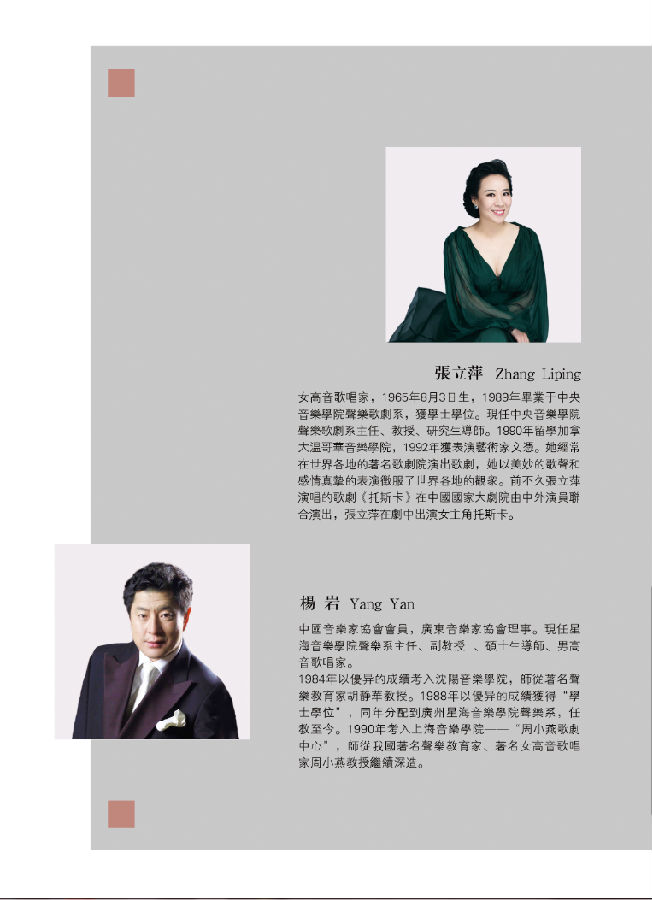 張立萍 Zhang Liping
女高音歌唱家，1965年8月3日生，1989年畢業于中央
音樂學院聲樂歌劇系，獲學士學位。現任中央音樂學院
聲樂歌劇系主任、教授、研究生導師。1990年留學加拿
大溫哥華音樂學院，1992年獲表演藝術家文憑。她經常
在世界各地的著名歌劇院演出歌劇，她以美妙的歌聲和
感情真摯的表演徵服了世界各地的觀衆。前不久張立萍
演唱的歌劇《托斯卡》在中國國家大劇院由中外演員聯
合演出，張立萍在劇中出演女主角托斯卡。
楊 岩 Yang Yan
中國音樂家協會會員，廣東音樂家協會理事。現任星
海音樂學院聲樂系主任、副教授 、碩士生導師、男高
音歌唱家。
1984年以優异的成績考入沈陽音樂學院，師從著名聲
樂教育家胡靜華教授。1988年以優异的成績獲得“學
士學位”，同年分配到廣州星海音樂學院聲樂系，任
教至今。1990年考入上海音樂學院——“周小燕歌劇
中心”，師從我國著名聲樂教育家、著名女高音歌唱
家周小燕教授繼續深造。